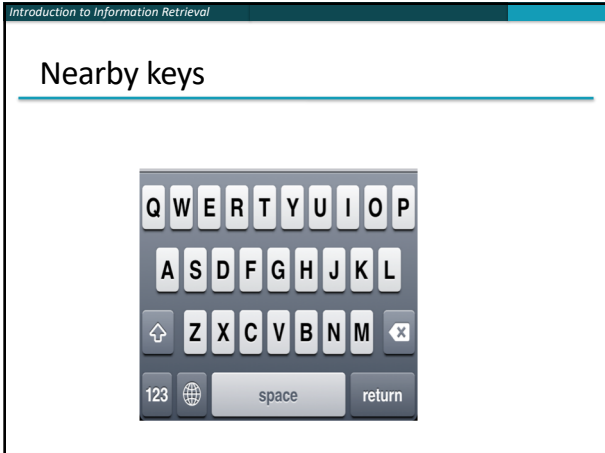 Introduction to Information Retrieval
Nearby keys
Q W E R T Y U I O P
A S D F G H J K L
Z X C V B N M
123 space return